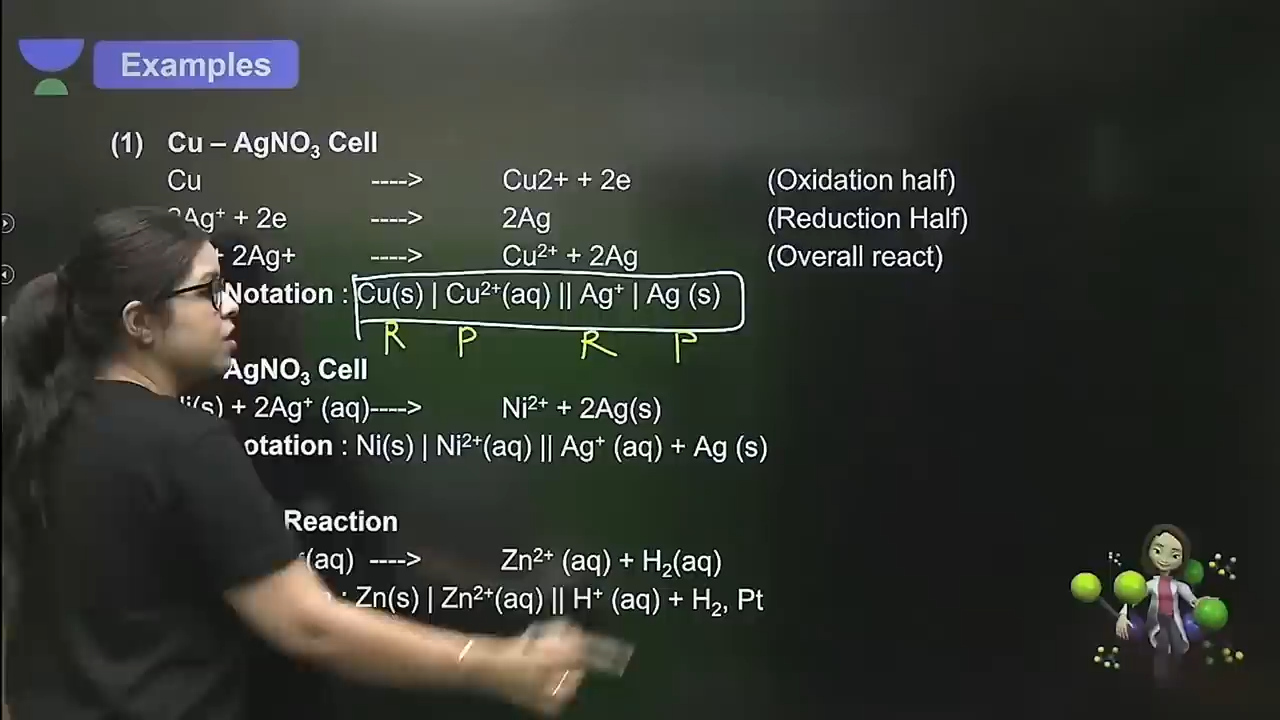 Examples
(1) Cu – AgNO₃ Cell
Cu ----> Cu2+ + 2e (Oxidation half)
2Ag⁺ + 2e ----> 2Ag (Reduction Half)
+ 2Ag+ ----> Cu²⁺ + 2Ag (Overall react)
Notation : Cu(s) | Cu²⁺(aq) || Ag⁺ | Ag (s)
R P R P
AgNO₃ Cell
+ 2Ag⁺ (aq)----> Ni²⁺ + 2Ag(s)
: Ni(s) | Ni²⁺(aq) || Ag⁺ (aq) + Ag (s)
Reaction
(aq) ----> Zn²⁺ (aq) + H₂(aq)
: Zn(s) | Zn²⁺(aq) || H⁺ (aq) + H₂, Pt